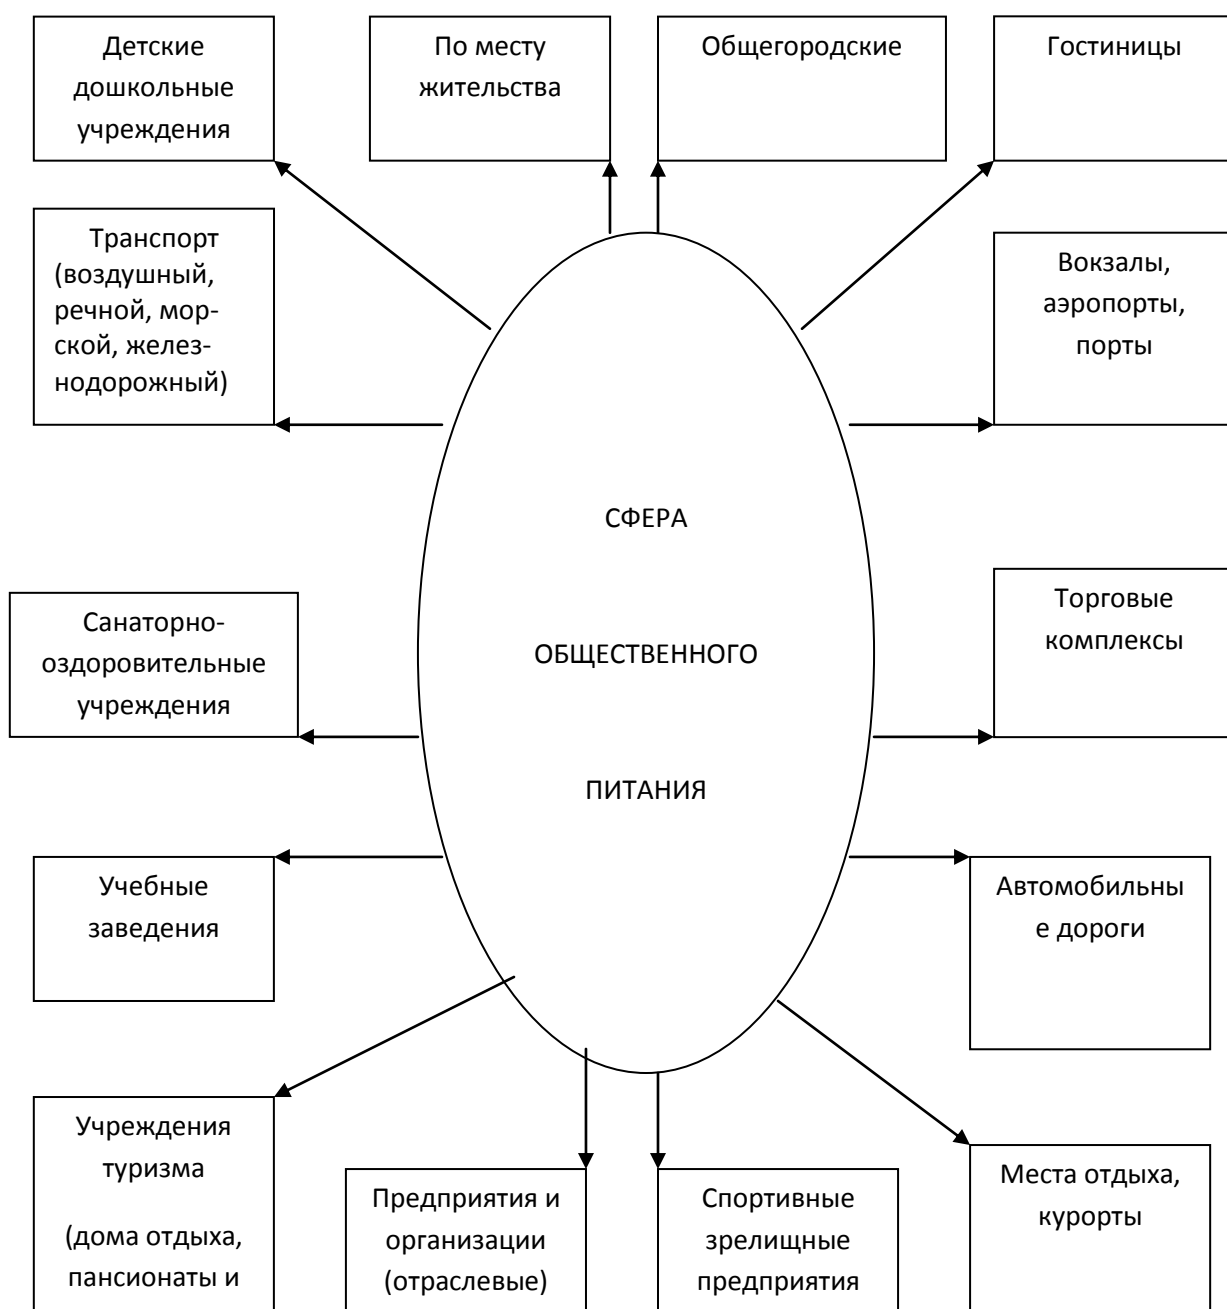 Детские
дошкольные
учреждения
По месту
жительства
Общегородские
Гостиницы
Транспорт
(воздушный,
речной, мор-
ской, желез-
нодорожный)
Вокзалы,
аэропорты,
порты
СФЕРА
ОБЩЕСТВЕННОГО
ПИТАНИЯ
Санаторно-
оздоровительные
учреждения
Торговые
комплексы
Учебные
заведения
Автомобильны
е дороги
Учреждения
туризма
(дома отдыха,
пансионаты и
Предприятия и
организации
(отраслевые)
Спортивные
зрелищные
предприятия
Места отдыха,
курорты